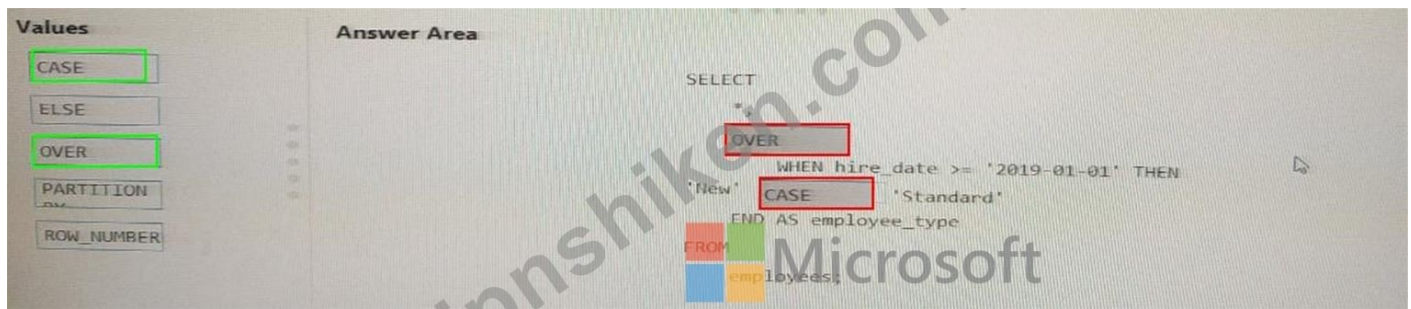 Values
CASE
ELSE
OVER
PARTITION
ROW_NUMBER
Answer Area
SELECT
*,
OVER
WHEN hire_date >= '2019-01-01' THEN
'New' CASE 'Standard'
END AS employee_type
FROM
employees;
Microsoft